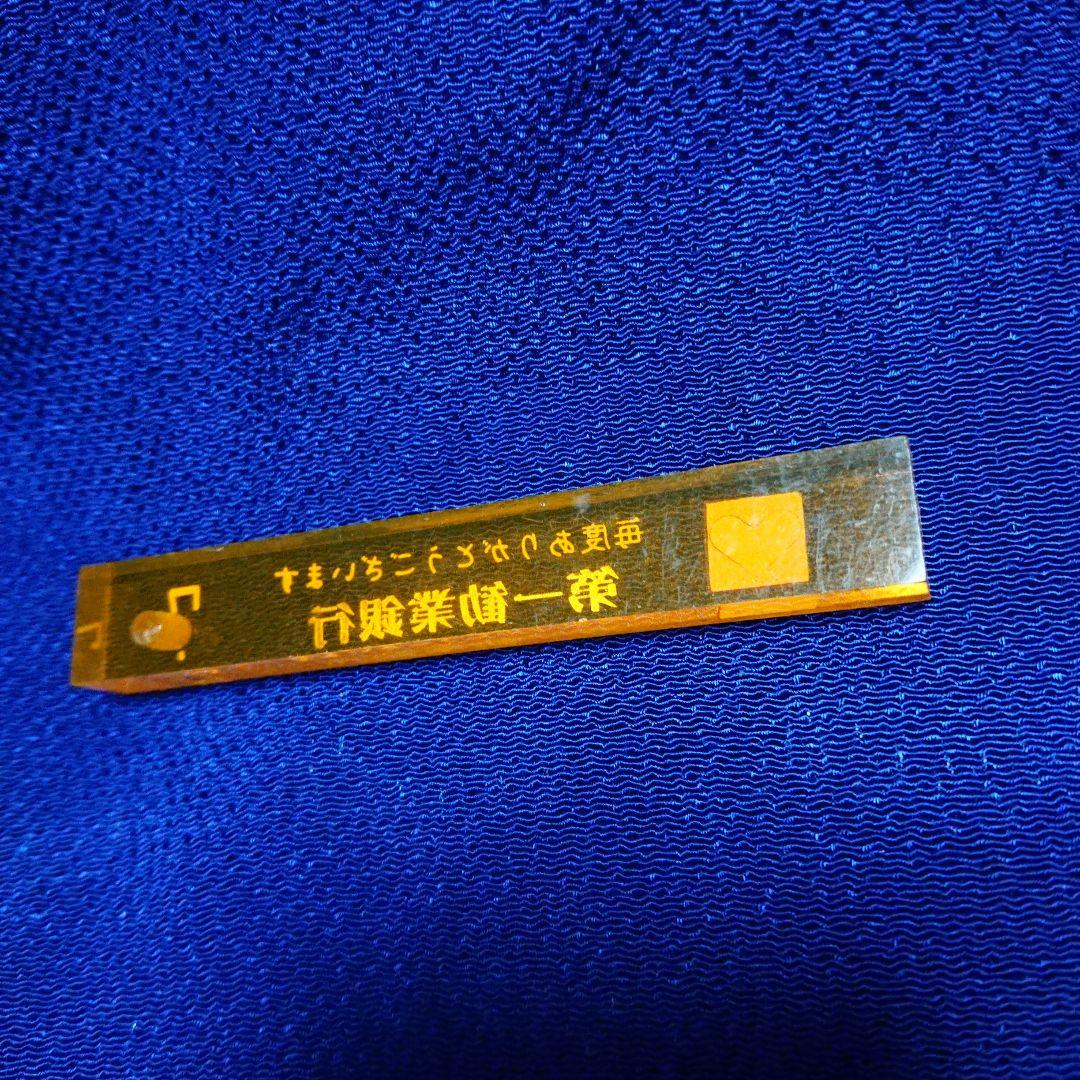 毎度ありがとうございます
第一勧業銀行